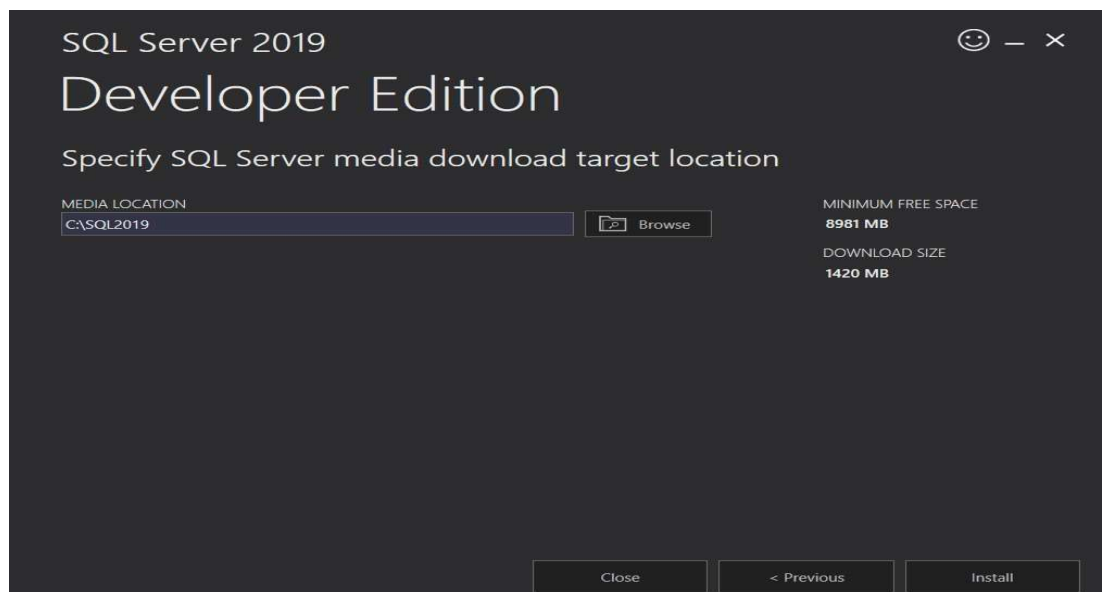 SQL Server 2019
Developer Edition
Specify SQL Server media download target location
MEDIA LOCATION
C:\SQL2019
Browse
MINIMUM FREE SPACE
8981 MB
DOWNLOAD SIZE
1420 MB
Close
< Previous
Install